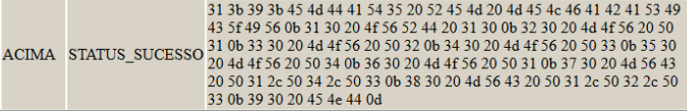 31 3b 39 3b 45 4d 44 41 54 35 20 52 45 4d 20 4d 45 4c 46 41 42 41 53 49
43 5f 49 56 0b 31 30 20 4f 56 52 44 20 31 30 0b 32 30 20 4d 4f 56 20 50
31 0b 33 30 20 4d 4f 56 20 50 32 0b 34 30 20 4d 4f 56 20 50 33 0b 35 30
ACIMA STATUS_SUCESSO
20 4d 4f 56 20 50 34 0b 36 30 20 4d 4f 56 20 50 31 0b 37 30 20 4d 56 43
20 50 31 2c 50 34 2c 50 33 0b 38 30 20 4d 56 43 20 50 31 2c 50 32 2c 50
33 0b 39 30 20 45 4e 44 0d